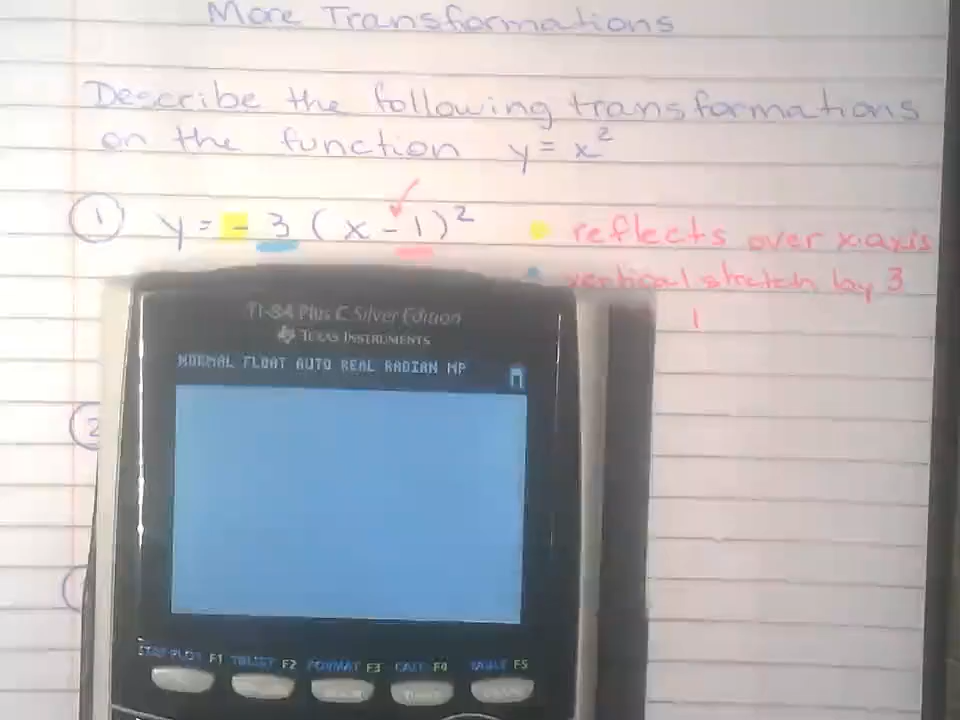 More Transformations
Describe the following transformations
on the function y = x²
① y = - 3 (x - 1)² reflects over x-axis
vertical stretch by 3
1
TI-84 Plus C Silver Edition
TEXAS INSTRUMENTS
NORMAL FLOAT AUTO REAL RADIAN MP
2
STAT PLOT F1 TBLSET F2 FORMAT F3 CALC F4 TABLE F5